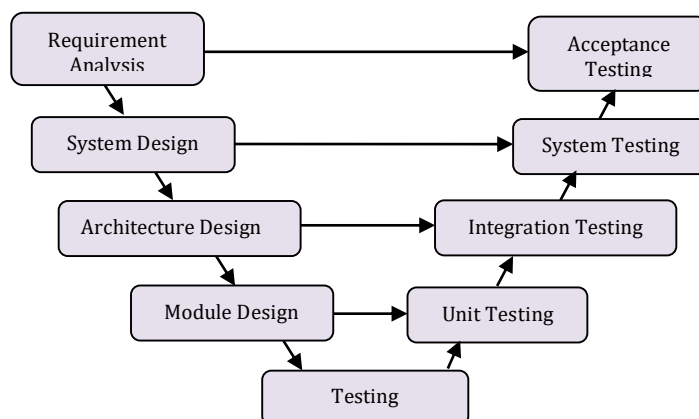 Requirement
Analysis
Acceptance
Testing
System Design
System Testing
Architecture Design
Integration Testing
Module Design
Unit Testing
Testing